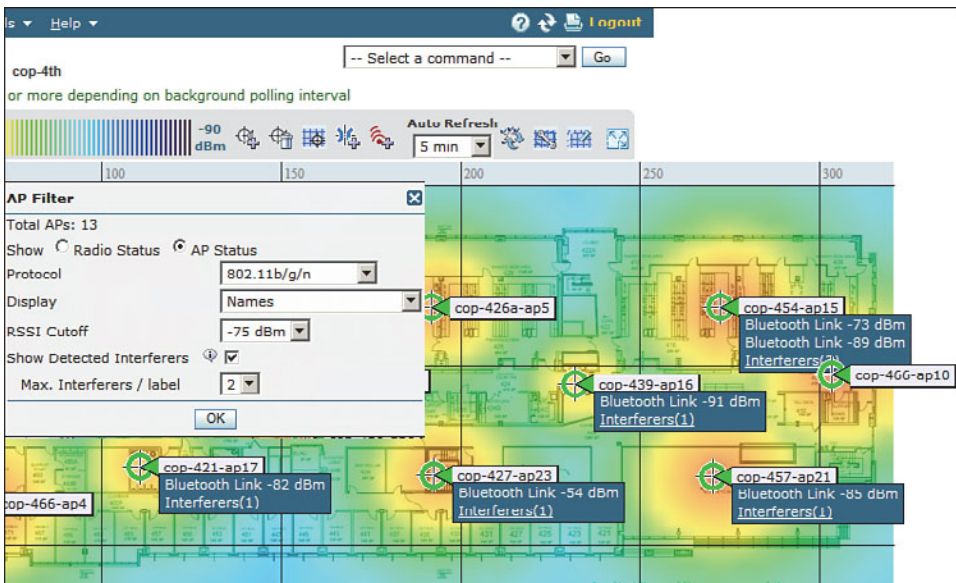 ls Help Logout
-- Select a command -- Go
cop-4th
or more depending on background polling interval
-90 dBm
Auto Refresh
5 min
100 150 200 250 300
AP Filter
Total APs: 13
Show Radio Status AP Status
Protocol 802.11b/g/n
Display Names
RSSI Cutoff -75 dBm
Show Detected Interferers
Max. Interferers / label 2
OK
cop-426a-ap5
cop-454-ap15
Bluetooth Link -73 dBm
Bluetooth Link -89 dBm
Interferers(2)
cop-466-ap10
cop-439-ap16
Bluetooth Link -91 dBm
Interferers(1)
cop-421-ap17
Bluetooth Link -82 dBm
Interferers(1)
cop-466-ap4
cop-427-ap23
Bluetooth Link -54 dBm
Interferers(1)
cop-457-ap21
Bluetooth Link -85 dBm
Interferers(1)